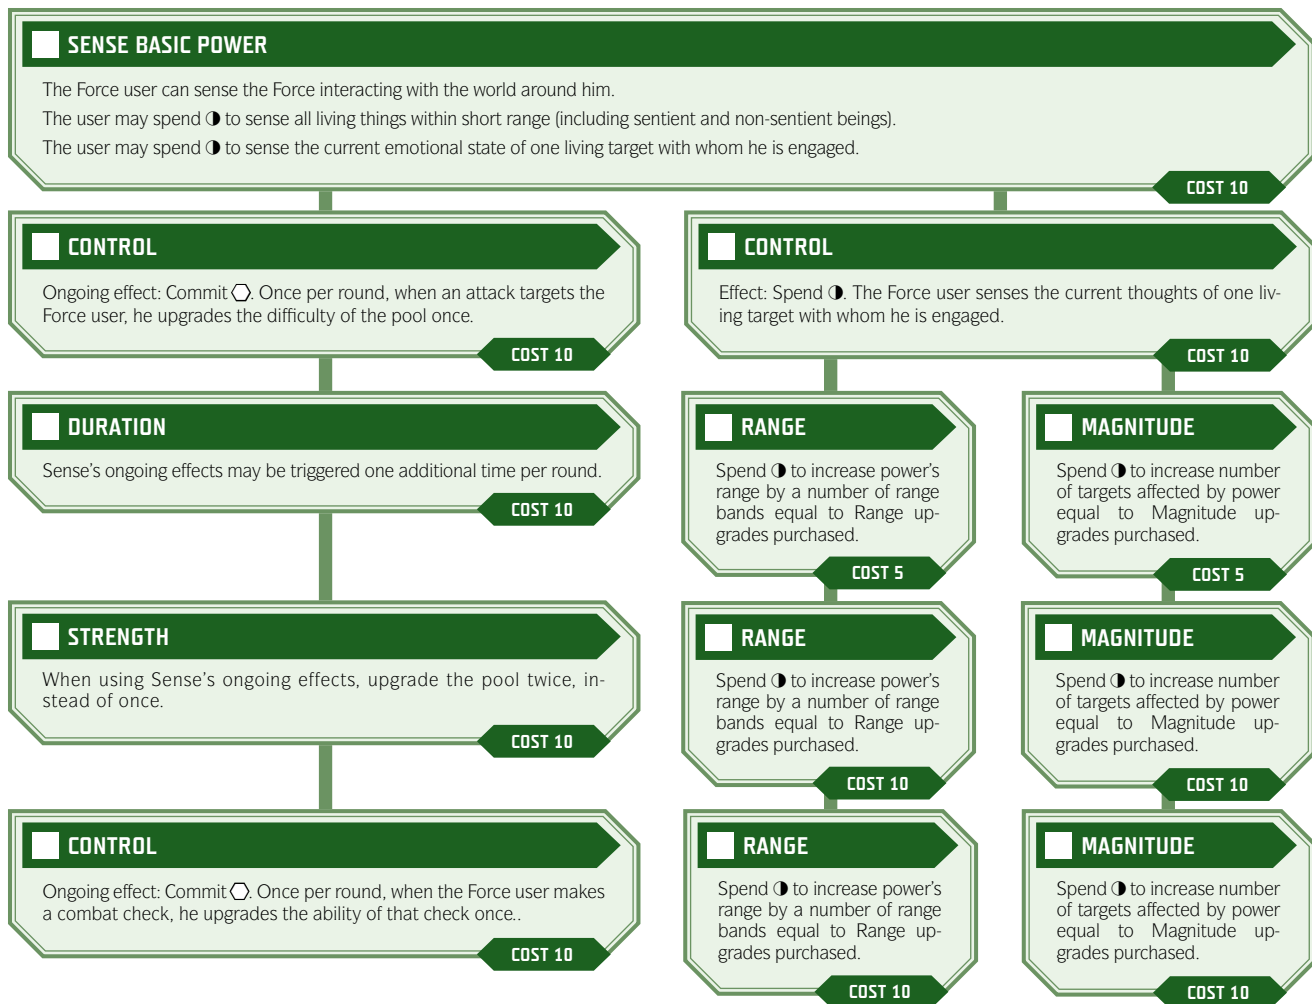 SENSE BASIC POWER
The Force user can sense the Force interacting with the world around him.
The user may spend ◑ to sense all living things within short range (including sentient and non-sentient beings).
The user may spend ◑ to sense the current emotional state of one living target with whom he is engaged.
COST 10
CONTROL
Ongoing effect: Commit ⬡. Once per round, when an attack targets the
Force user, he upgrades the difficulty of the pool once.
COST 10
CONTROL
Effect: Spend ◑. The Force user senses the current thoughts of one liv-
ing target with whom he is engaged.
COST 10
DURATION
Sense's ongoing effects may be triggered one additional time per round.
COST 10
RANGE
Spend ◑ to increase power's
range by a number of range
bands equal to Range up-
grades purchased.
COST 5
MAGNITUDE
Spend ◑ to increase number
of targets affected by power
equal to Magnitude up-
grades purchased.
COST 5
STRENGTH
When using Sense's ongoing effects, upgrade the pool twice, in-
stead of once.
COST 10
RANGE
Spend ◑ to increase power's
range by a number of range
bands equal to Range up-
grades purchased.
COST 10
MAGNITUDE
Spend ◑ to increase number
of targets affected by power
equal to Magnitude up-
grades purchased.
COST 10
CONTROL
Ongoing effect: Commit ⬡. Once per round, when the Force user makes
a combat check, he upgrades the ability of that check once..
COST 10
RANGE
Spend ◑ to increase power's
range by a number of range
bands equal to Range up-
grades purchased.
COST 10
MAGNITUDE
Spend ◑ to increase number
of targets affected by power
equal to Magnitude up-
grades purchased.
COST 10